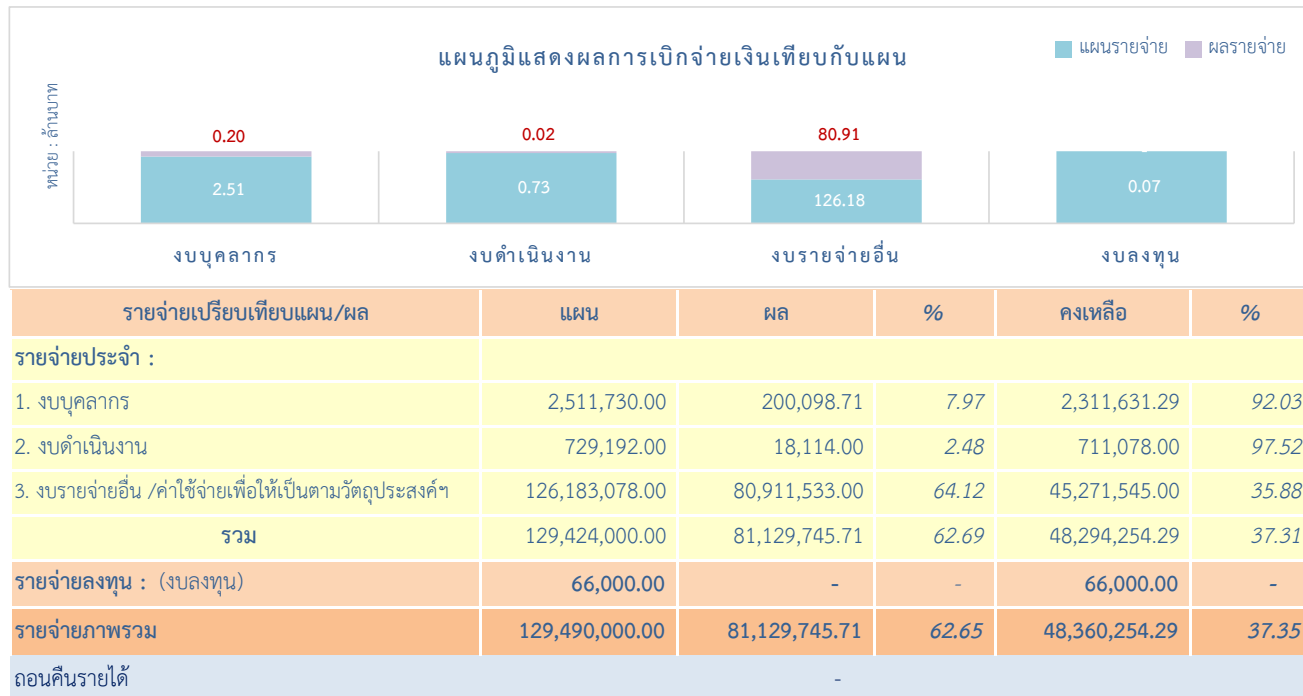 แผนภูมิแสดงผลการเบิกจ่ายเงินเทียบกับแผน
แผนรายจ่าย ผลรายจ่าย
หน่วย : ล้านบาท
0.20 0.02 80.91 -
2.51 0.73 126.18 0.07
งบบุคลากร งบดำเนินงาน งบรายจ่ายอื่น งบลงทุน
รายจ่ายเปรียบเทียบแผน/ผล แผน ผล % คงเหลือ %
รายจ่ายประจำ :
1. งบบุคลากร 2,511,730.00 200,098.71 7.97 2,311,631.29 92.03
2. งบดำเนินงาน 729,192.00 18,114.00 2.48 711,078.00 97.52
3. งบรายจ่ายอื่น /ค่าใช้จ่ายเพื่อให้เป็นตามวัตถุประสงค์ฯ 126,183,078.00 80,911,533.00 64.12 45,271,545.00 35.88
รวม 129,424,000.00 81,129,745.71 62.69 48,294,254.29 37.31
รายจ่ายลงทุน : (งบลงทุน) 66,000.00 - - 66,000.00 -
รายจ่ายภาพรวม 129,490,000.00 81,129,745.71 62.65 48,360,254.29 37.35
ถอนคืนรายได้ -